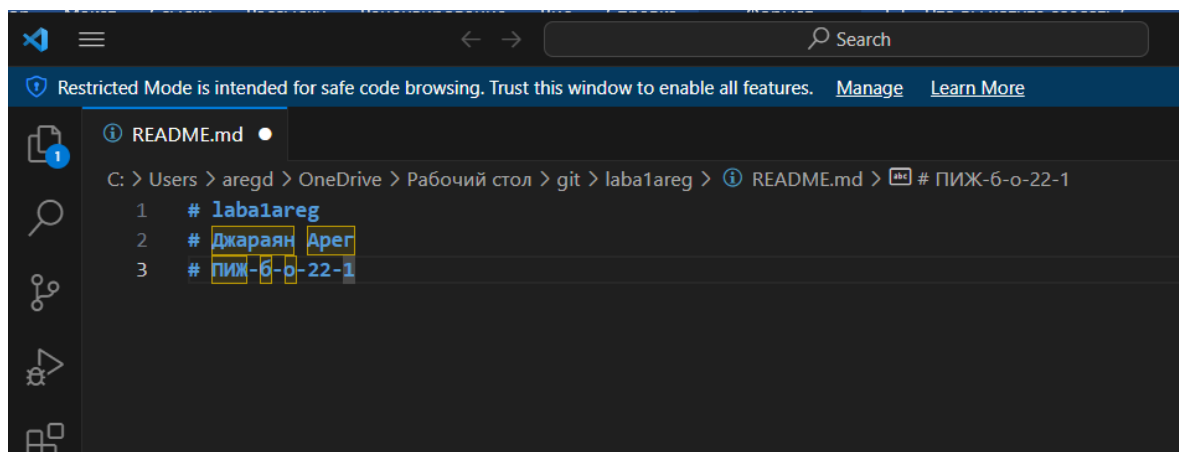 Search
Restricted Mode is intended for safe code browsing. Trust this window to enable all features. Manage Learn More
README.md
1
C: > Users > aregd > OneDrive > Рабочий стол > git > laba1areg > README.md > abc # ПИЖ-б-о-22-1
1 # laba1areg
2 # Джараян Арег
3 # ПИЖ-б-о-22-1